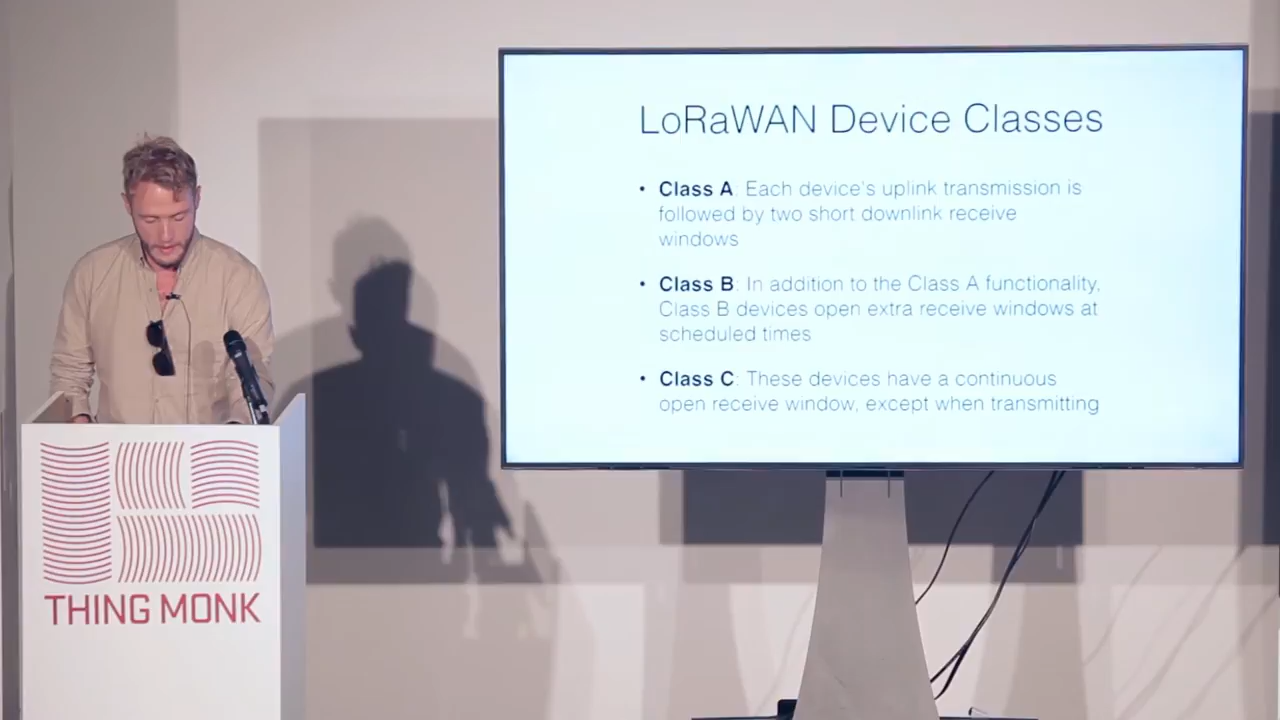 LoRaWAN Device Classes
• Class A: Each device's uplink transmission is
followed by two short downlink receive
windows
• Class B: In addition to the Class A functionality,
Class B devices open extra receive windows at
scheduled times
• Class C: These devices have a continuous
open receive window, except when transmitting
THING MONK